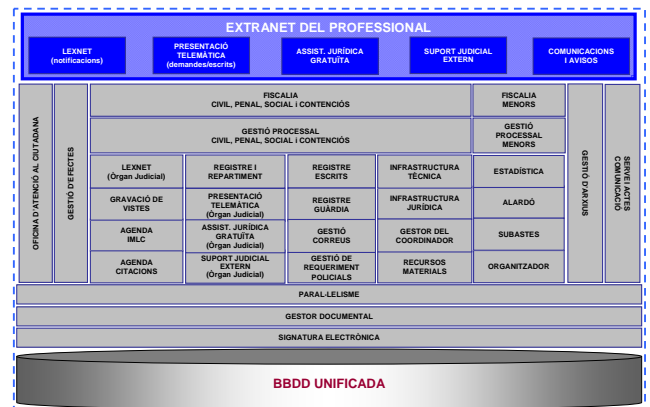 EXTRANET DEL PROFESSIONAL
LEXNET
(notificacions)
PRESENTACIÓ
TELEMÀTICA
(demandes/escrits)
ASSIST. JURÍDICA
GRATUÏTA
SUPORT JUDICIAL
EXTERN
COMUNICACIONS
I AVISOS
OFICINA D'ATENCIÓ AL CIUTADANA
GESTIÓ D'EFECTES
FISCALIA
CIVIL, PENAL, SOCIAL i CONTENCIÓS
FISCALIA
MENORS
GESTIÓ PROCESAL
CIVIL, PENAL, SOCIAL i CONTENCIÓS
GESTIÓ
PROCESSAL
MENORS
LEXNET
(Òrgan Judicial)
REGISTRE I
REPARTIMENT
REGISTRE
ESCRITS
INFRASTRUCTURA
TÈCNICA
ESTADÍSTICA
GRAVACIÓ DE
VISTES
PRESENTACIÓ
TELEMÀTICA
(Òrgan Judicial)
REGISTRE
GUÀRDIA
INFRASTRUCTURA
JURÍDICA
ALARDÓ
AGENDA
IMLC
ASSIST. JURÍDICA
GRATUÏTA
(Òrgan Judicial)
GESTIÓ
CORREUS
GESTOR DEL
COORDINADOR
SUBASTES
AGENDA
CITACIONS
SUPORT JUDICIAL
EXTERN
(Òrgan Judicial)
GESTIÓ DE
REQUERIMENT
POLICIALS
RECURSOS
MATERIALS
ORGANITZADOR
GESTIÓ D'ARXIUS
SERVEI ACTES
COMUNICACIÓ
PARAL·LELISME
GESTOR DOCUMENTAL
SIGNATURA ELECTRÒNICA
BBDD UNIFICADA